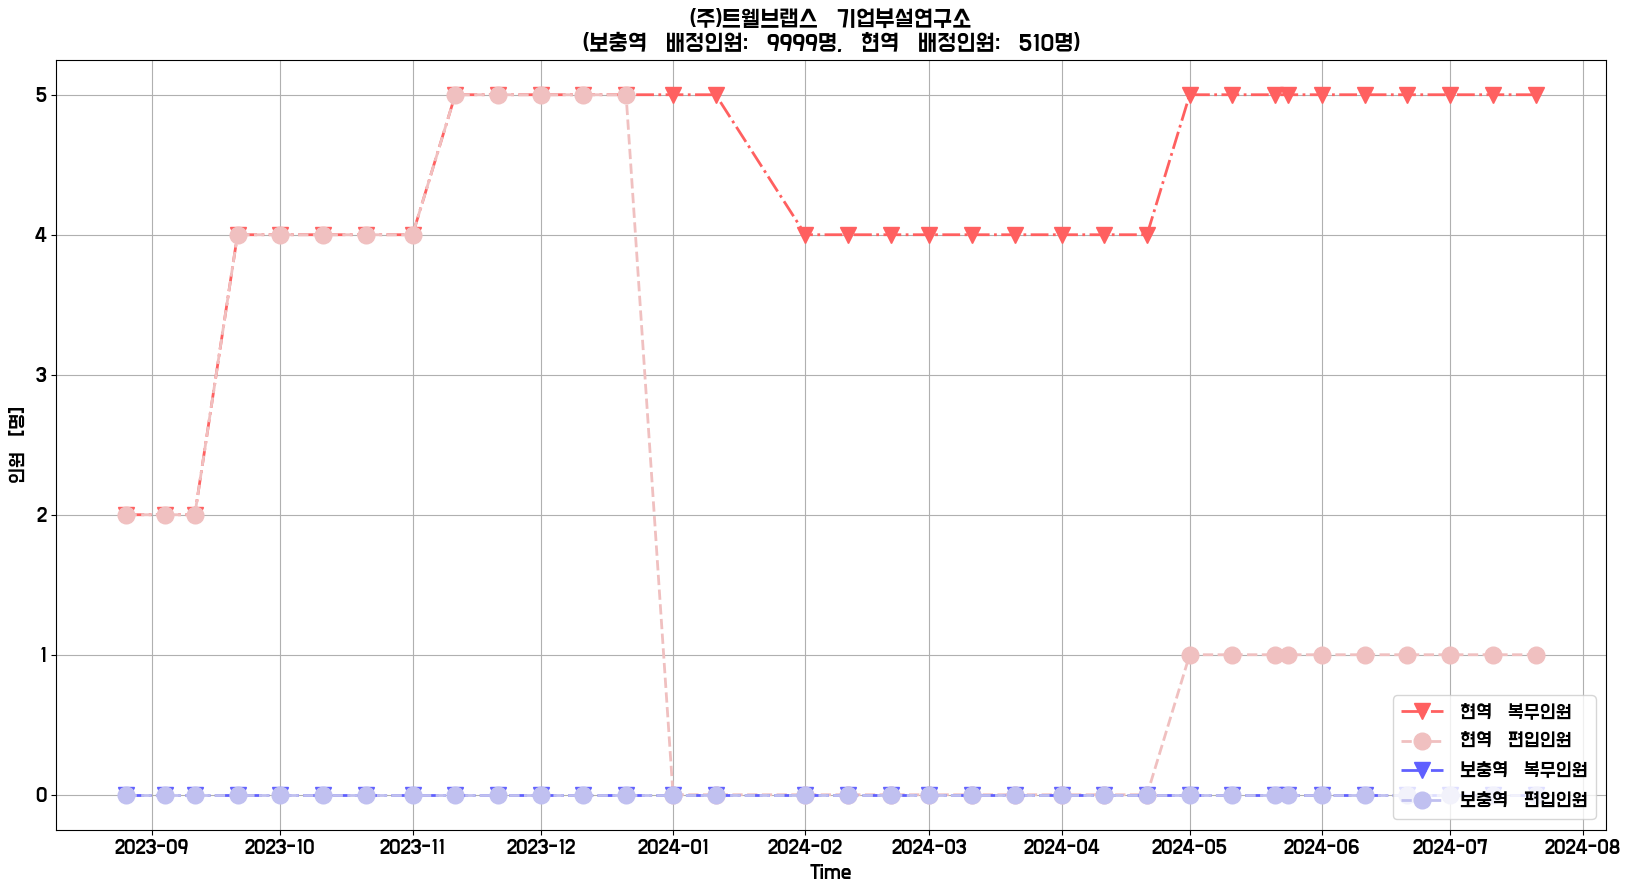 (주)트웰브랩스 기업부설연구소
(보충역 배정인원: 9999명, 현역 배정인원: 510명)
5
4
3
2
1
0
인원 [명]
2023-09 2023-10 2023-11 2023-12 2024-01 2024-02 2024-03 2024-04 2024-05 2024-06 2024-07 2024-08
Time
현역 복무인원
현역 편입인원
보충역 복무인원
보충역 편입인원